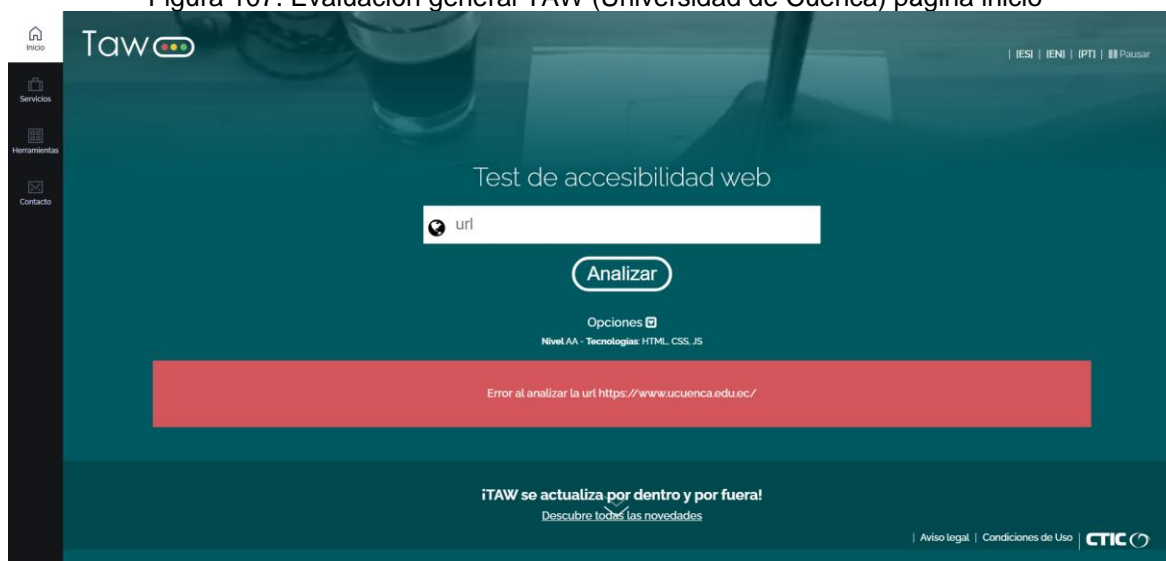 Figura 107. Evaluación general TAW (Universidad de Cuenca) página inicio
Inicio
Taw
| |ES| | |EN| | |PT| | Pausar
Servicios
Herramientas
Contacto
Test de accesibilidad web
url
Analizar
Opciones
Nivel AA - Tecnologías: HTML, CSS, JS
Error al analizar la url https://www.ucuenca.edu.ec/
¡TAW se actualiza por dentro y por fuera!
Descubre todas las novedades
| Aviso legal | Condiciones de Uso | CTIC